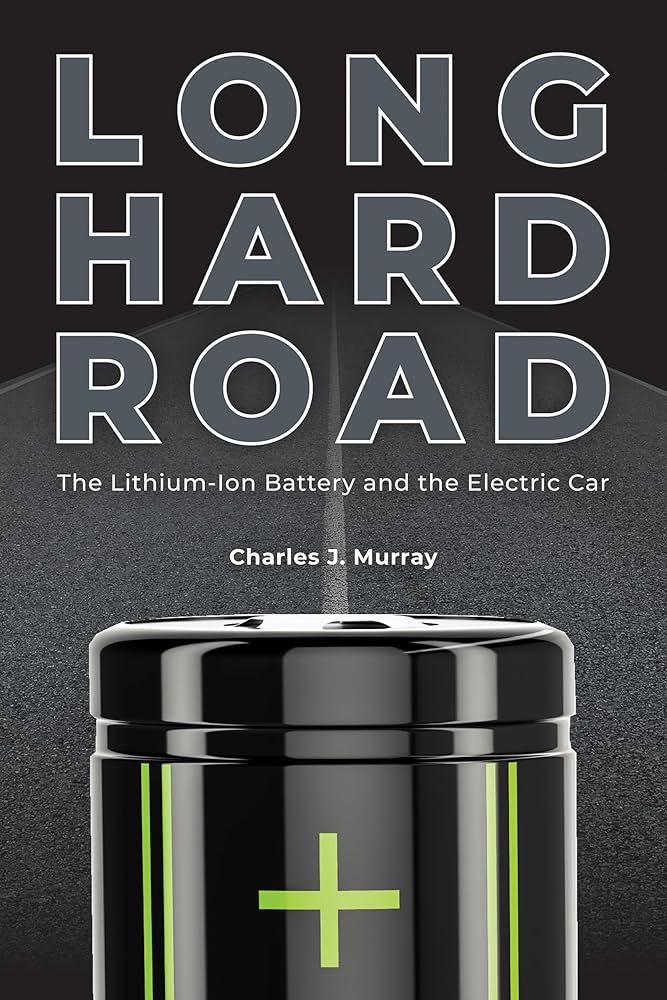 LONG
HARD
ROAD
The Lithium-Ion Battery and the Electric Car
Charles J. Murray